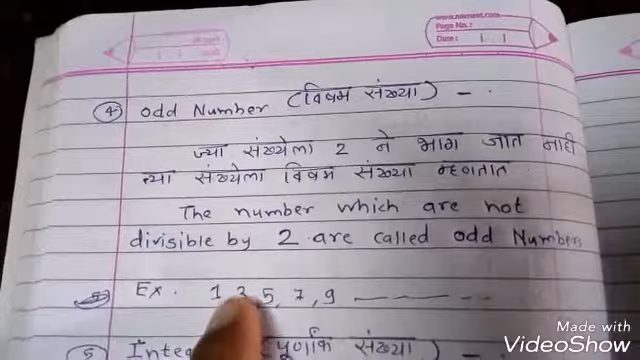 www.navneet.com
Page No.:
Date:
④ odd Number (विषम संख्या) -
ज्या संख्येला 2 ने भाग जात नाही
त्या संख्येला विषम संख्या म्हणतात
The number which are not
divisible by 2 are called odd Numbers
Ex. 1, 3, 5, 7, 9 -----
⑤ Inte (पूर्णांक संख्या) -
Made with
VideoShow